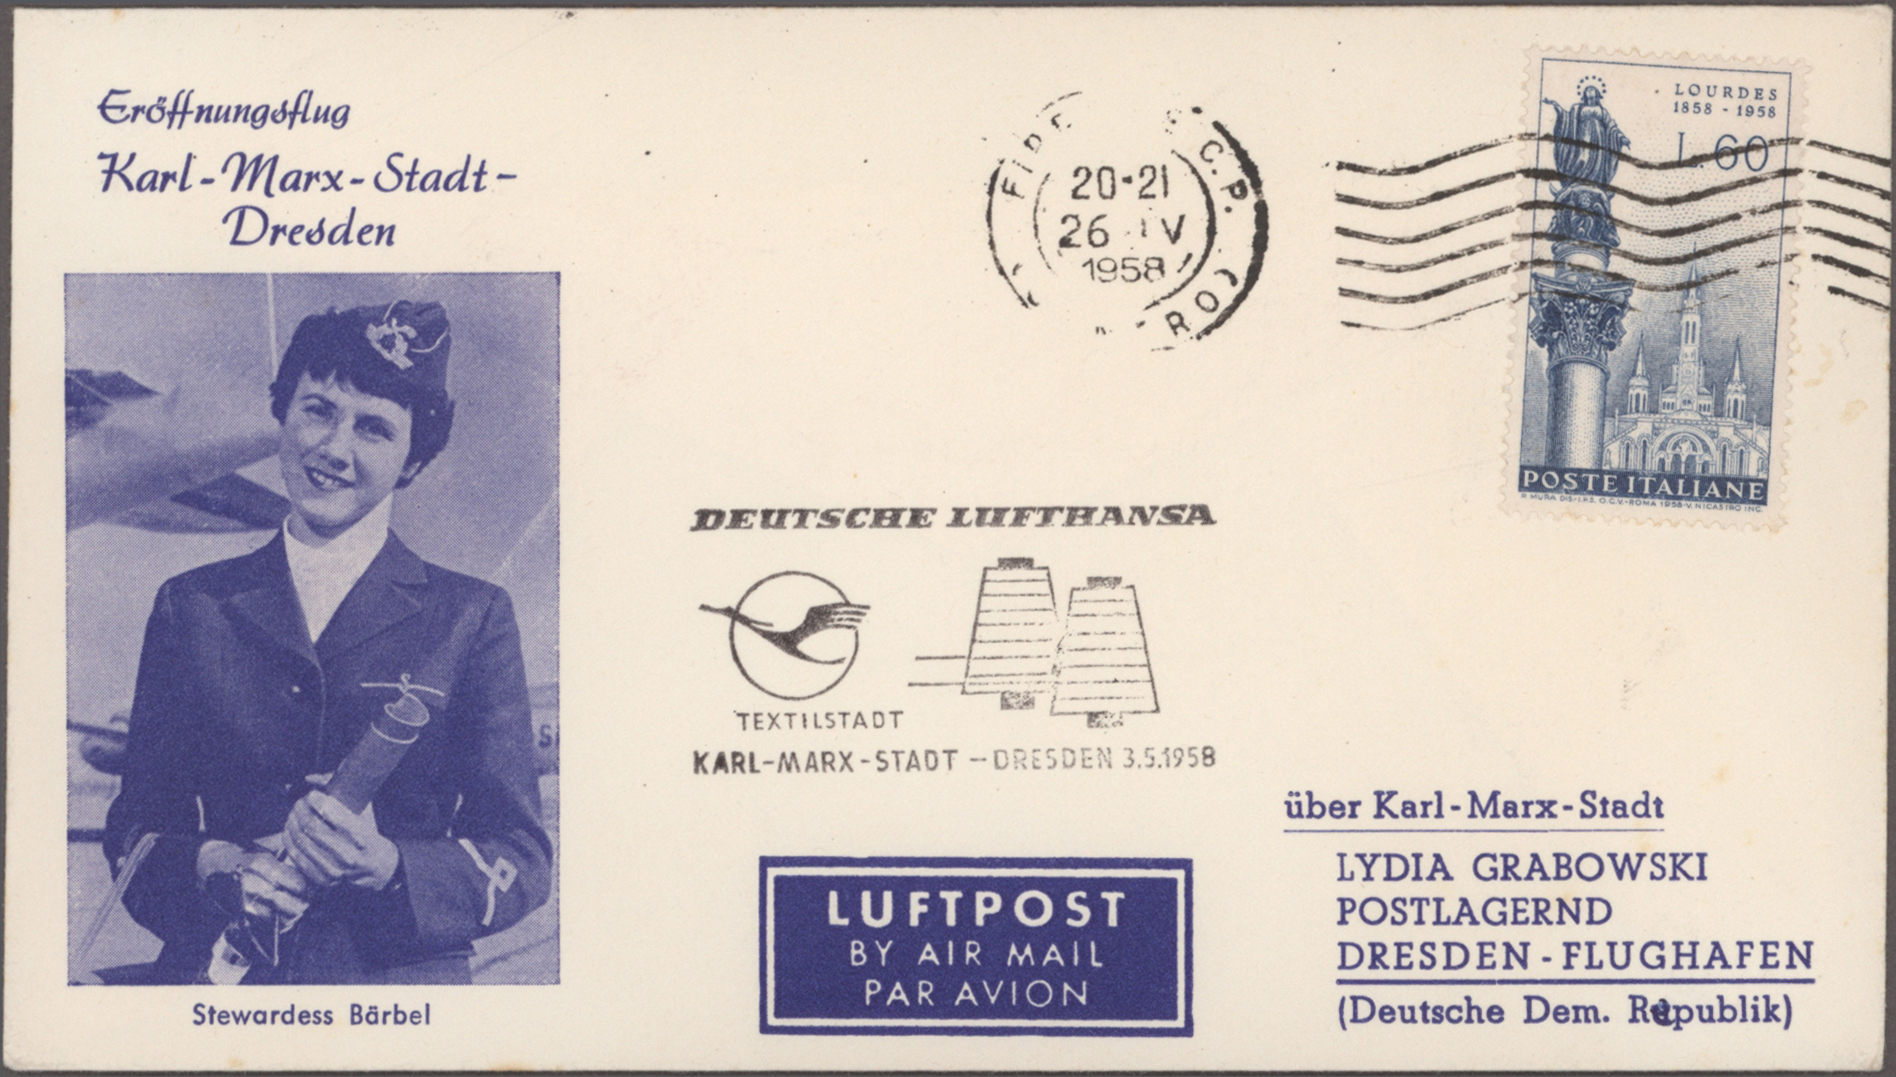 Eröffnungsflug
Karl-Marx-Stadt-
Dresden
Stewardess Bärbel
C.P.
20-21
26 IV
1958
LOURDES
1858 - 1958
L. 60
POSTE ITALIANE
DEUTSCHE LUFTHANSA
TEXTILSTADT
KARL-MARX-STADT – DRESDEN 3.5.1958
LUFTPOST
BY AIR MAIL
PAR AVION
über Karl-Marx-Stadt
LYDIA GRABOWSKI
POSTLAGERND
DRESDEN-FLUGHAFEN
(Deutsche Dem. Republik)